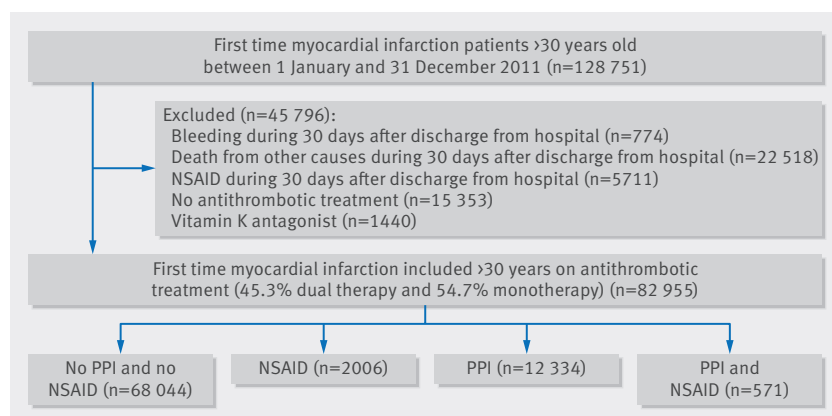 First time myocardial infarction patients >30 years old
between 1 January and 31 December 2011 (n=128 751)
Excluded (n=45 796):
Bleeding during 30 days after discharge from hospital (n=774)
Death from other causes during 30 days after discharge from hospital (n=22 518)
NSAID during 30 days after discharge from hospital (n=5711)
No antithrombotic treatment (n=15 353)
Vitamin K antagonist (n=1440)
First time myocardial infarction included >30 years on antithrombotic
treatment (45.3% dual therapy and 54.7% monotherapy) (n=82 955)
No PPI and no
NSAID (n=68 044)
NSAID (n=2006)
PPI (n=12 334)
PPI and
NSAID (n=571)